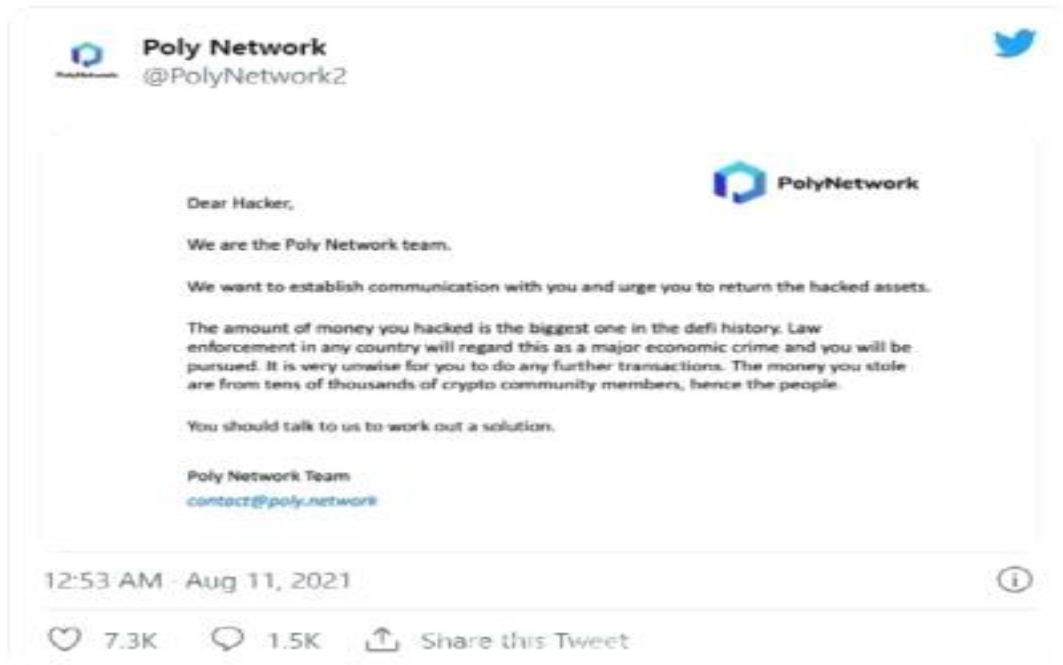 Poly Network
@PolyNetwork2
PolyNetwork
Dear Hacker,
We are the Poly Network team.
We want to establish communication with you and urge you to return the hacked assets.
The amount of money you hacked is the biggest one in the defi history. Law
enforcement in any country will regard this as a major economic crime and you will be
pursued. It is very unwise for you to do any further transactions. The money you stole
are from tens of thousands of crypto community members, hence the people.
You should talk to us to work out a solution.
Poly Network Team
contact@poly.network
12:53 AM · Aug 11, 2021
7.3K 1.5K Share this Tweet